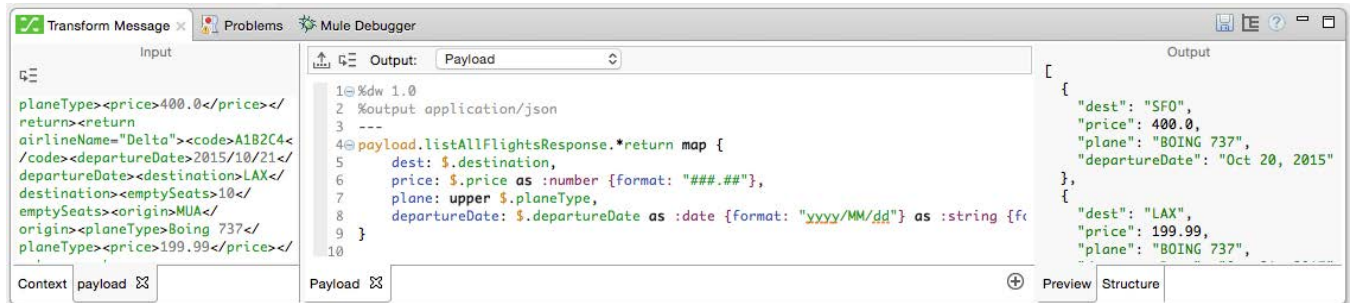 Transform Message Problems Mule Debugger
Input
planeType><price>400.0</price></
return><return
airlineName="Delta"><code>A1B2C4<
/code><departureDate>2015/10/21</
departureDate><destination>LAX</
destination><emptySeats>10</
emptySeats><origin>MUA</
origin><planeType>Boing 737</
planeType><price>199.99</price></
Context payload
Output: Payload
1 %dw 1.0
2 %output application/json
3 ---
4 payload.listAllFlightsResponse.*return map {
5 dest: $.destination,
6 price: $.price as :number {format: "###.##"},
7 plane: upper $.planeType,
8 departureDate: $.departureDate as :date {format: "yyyy/MM/dd"} as :string {fo
9 }
10
Payload
Output
[
{
"dest": "SFO",
"price": 400.0,
"plane": "BOING 737",
"departureDate": "Oct 20, 2015"
},
{
"dest": "LAX",
"price": 199.99,
"plane": "BOING 737",
Preview Structure